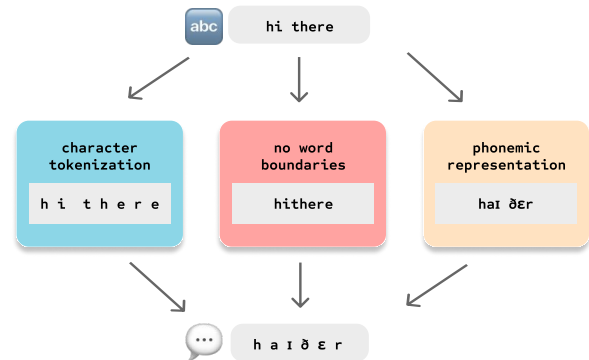 abc
hi there
character
tokenization
h i  t h e r e
no word
boundaries
hithere
phonemic
representation
haɪ ðɛr
h a ɪ ð ɛ r